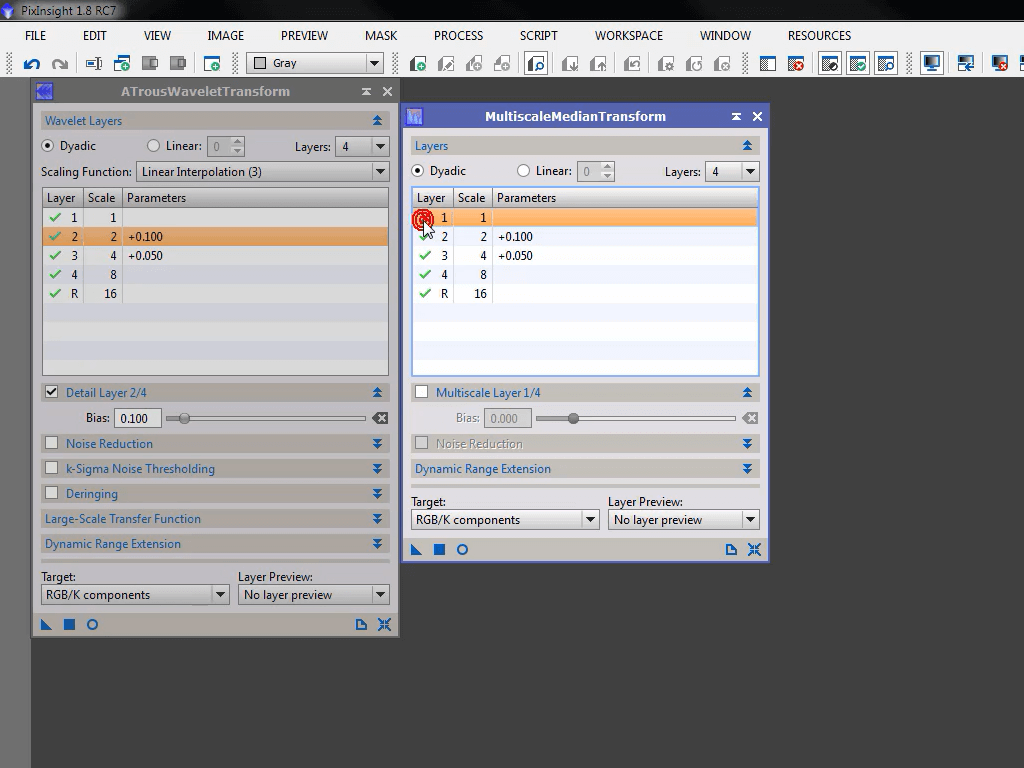 PixInsight 1.8 RC7
FILE EDIT VIEW IMAGE PREVIEW MASK PROCESS SCRIPT WORKSPACE WINDOW RESOURCES
Gray
ATrousWaveletTransform
Wavelet Layers
Dyadic Linear: 0 Layers: 4
Scaling Function: Linear Interpolation (3)
Layer Scale Parameters
1 1
2 2 +0.100
3 4 +0.050
4 8
R 16
Detail Layer 2/4
Bias: 0.100
Noise Reduction
k-Sigma Noise Thresholding
Deringing
Large-Scale Transfer Function
Dynamic Range Extension
Target: Layer Preview:
RGB/K components No layer preview
MultiscaleMedianTransform
Layers
Dyadic Linear: 0 Layers: 4
Layer Scale Parameters
1 1
2 2 +0.100
3 4 +0.050
4 8
R 16
Multiscale Layer 1/4
Bias: 0.000
Noise Reduction
Dynamic Range Extension
Target: Layer Preview:
RGB/K components No layer preview